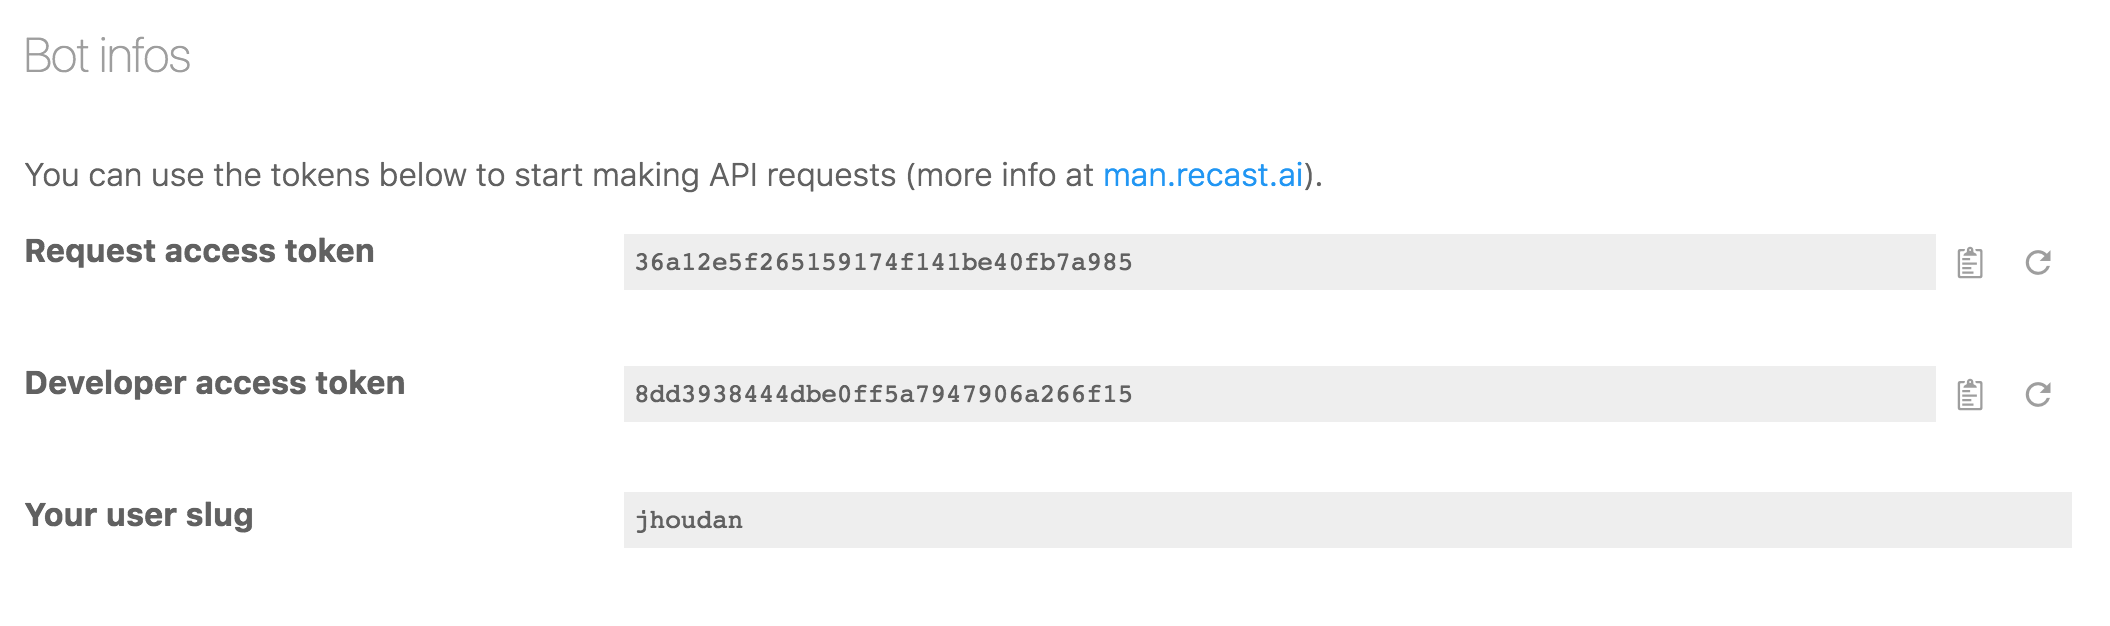 Bot infos
You can use the tokens below to start making API requests (more info at man.recast.ai).
Request access token
36a12e5f265159174f141be40fb7a985
Developer access token
8dd3938444dbe0ff5a7947906a266f15
Your user slug
jhoudan